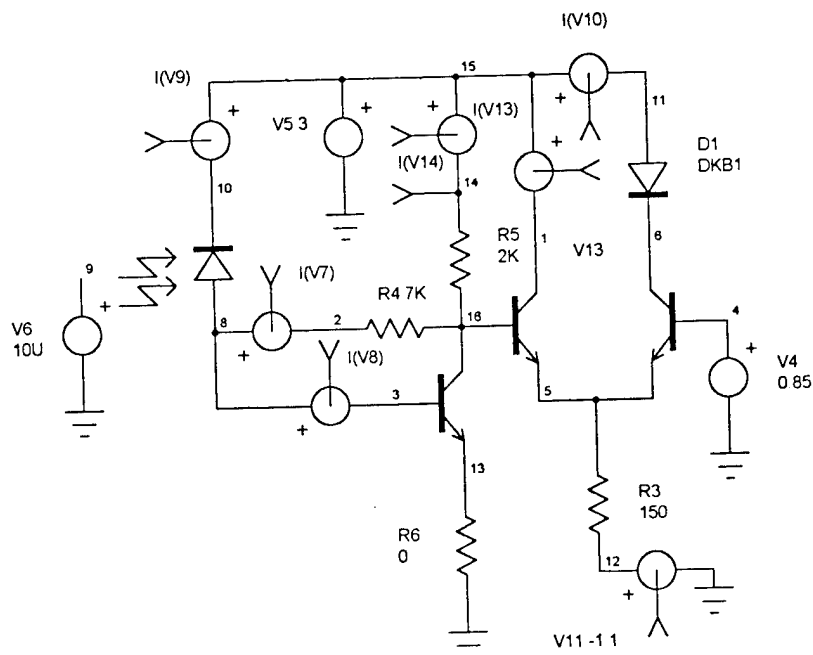 I(V10)
I(V9)
15
+
+
+
I(V13)
+
11
V5 3
+
D1
DKB1
I(V14)
10
14
R5
2K
1
V13
6
9
I(V7)
R4 7K
4
+
V6
10U
8
2
16
+
+
V4
0 85
I(V8)
3
5
+
13
R3
150
R6
0
12
+
V11 -1 1